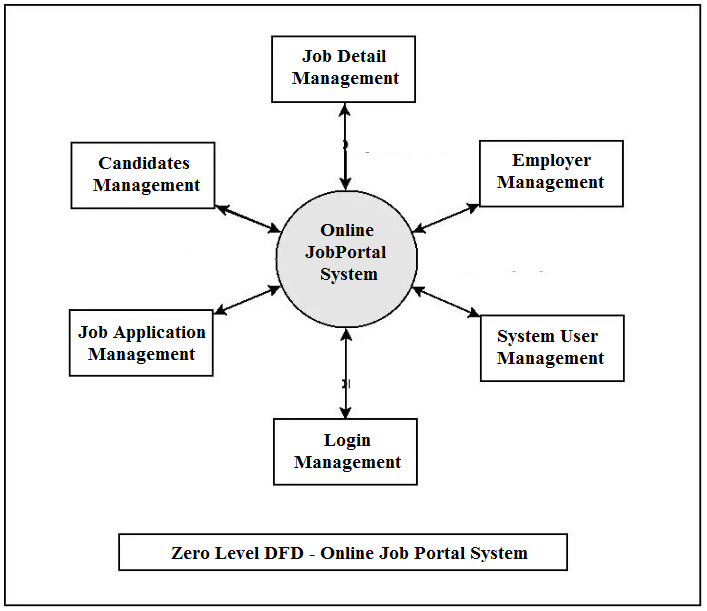 Job Detail
Management
Candidates
Management
Employer
Management
Online
JobPortal
System
Job Application
Management
System User
Management
Login
Management
Zero Level DFD - Online Job Portal System